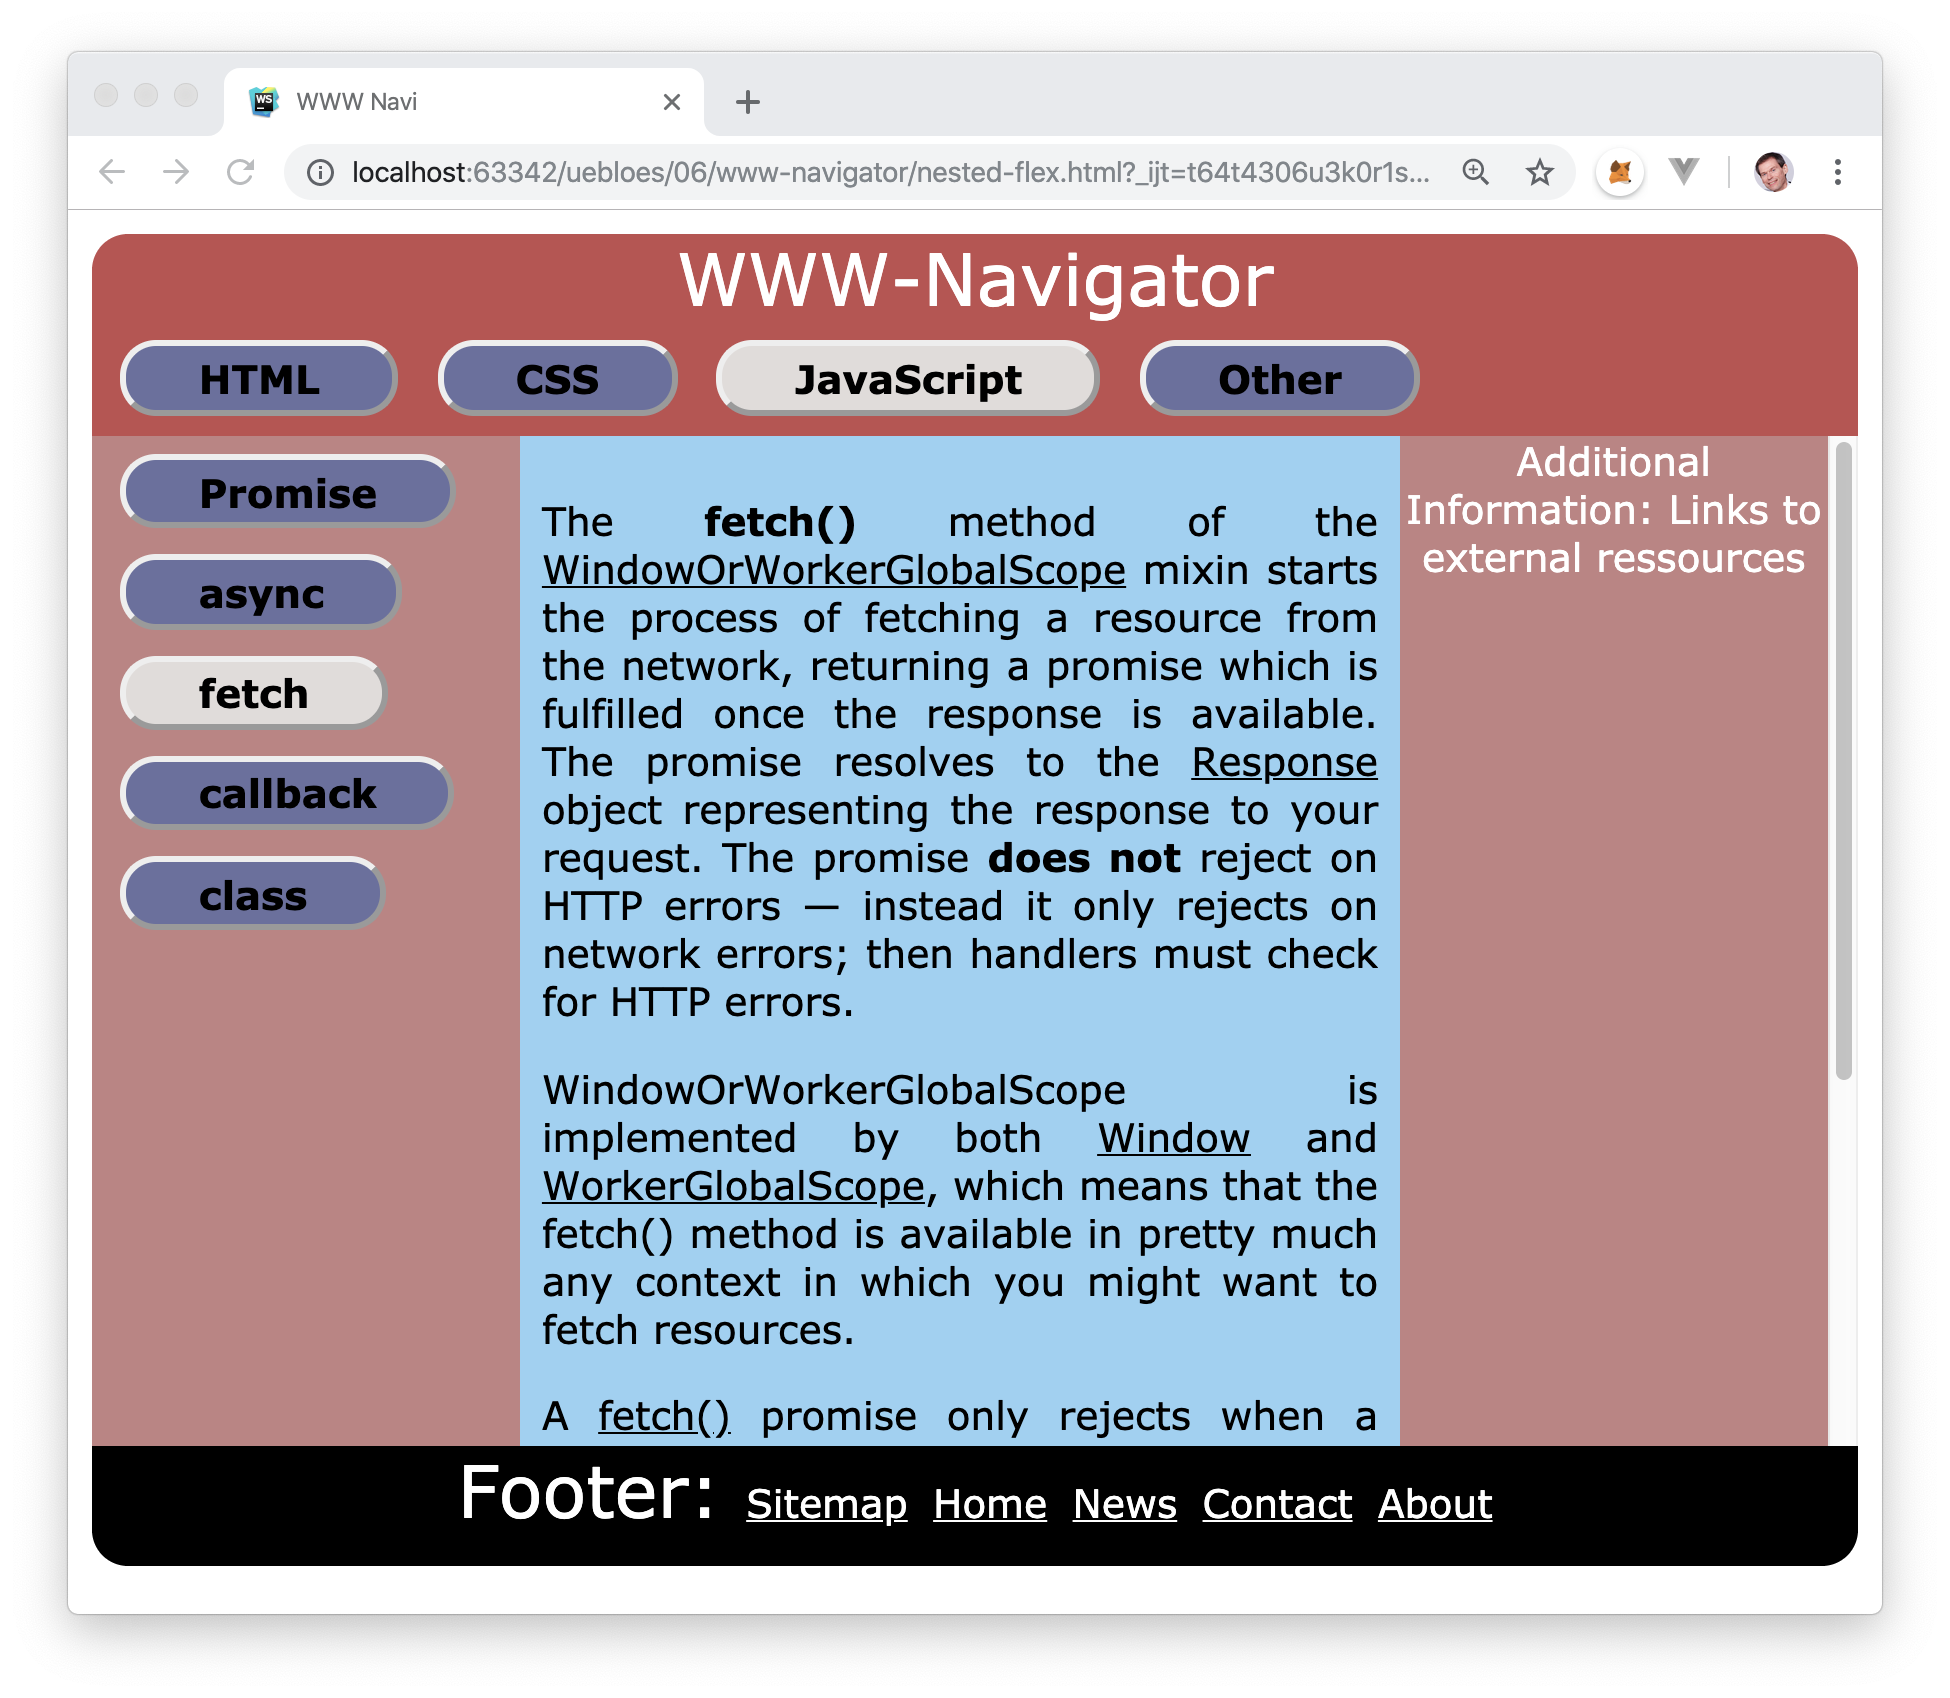 WS
WWW Navi
localhost:63342/uebloes/06/www-navigator/nested-flex.html?_ijt=t64t4306u3k0r1s...
WWW-Navigator
HTML CSS JavaScript Other
Promise
async
fetch
callback
class
The fetch() method of the
WindowOrWorkerGlobalScope mixin starts
the process of fetching a resource from
the network, returning a promise which is
fulfilled once the response is available.
The promise resolves to the Response
object representing the response to your
request. The promise does not reject on
HTTP errors — instead it only rejects on
network errors; then handlers must check
for HTTP errors.
WindowOrWorkerGlobalScope is
implemented by both Window and
WorkerGlobalScope, which means that the
fetch() method is available in pretty much
any context in which you might want to
fetch resources.
A fetch() promise only rejects when a
Additional
Information: Links to
external ressources
Footer: Sitemap Home News Contact About